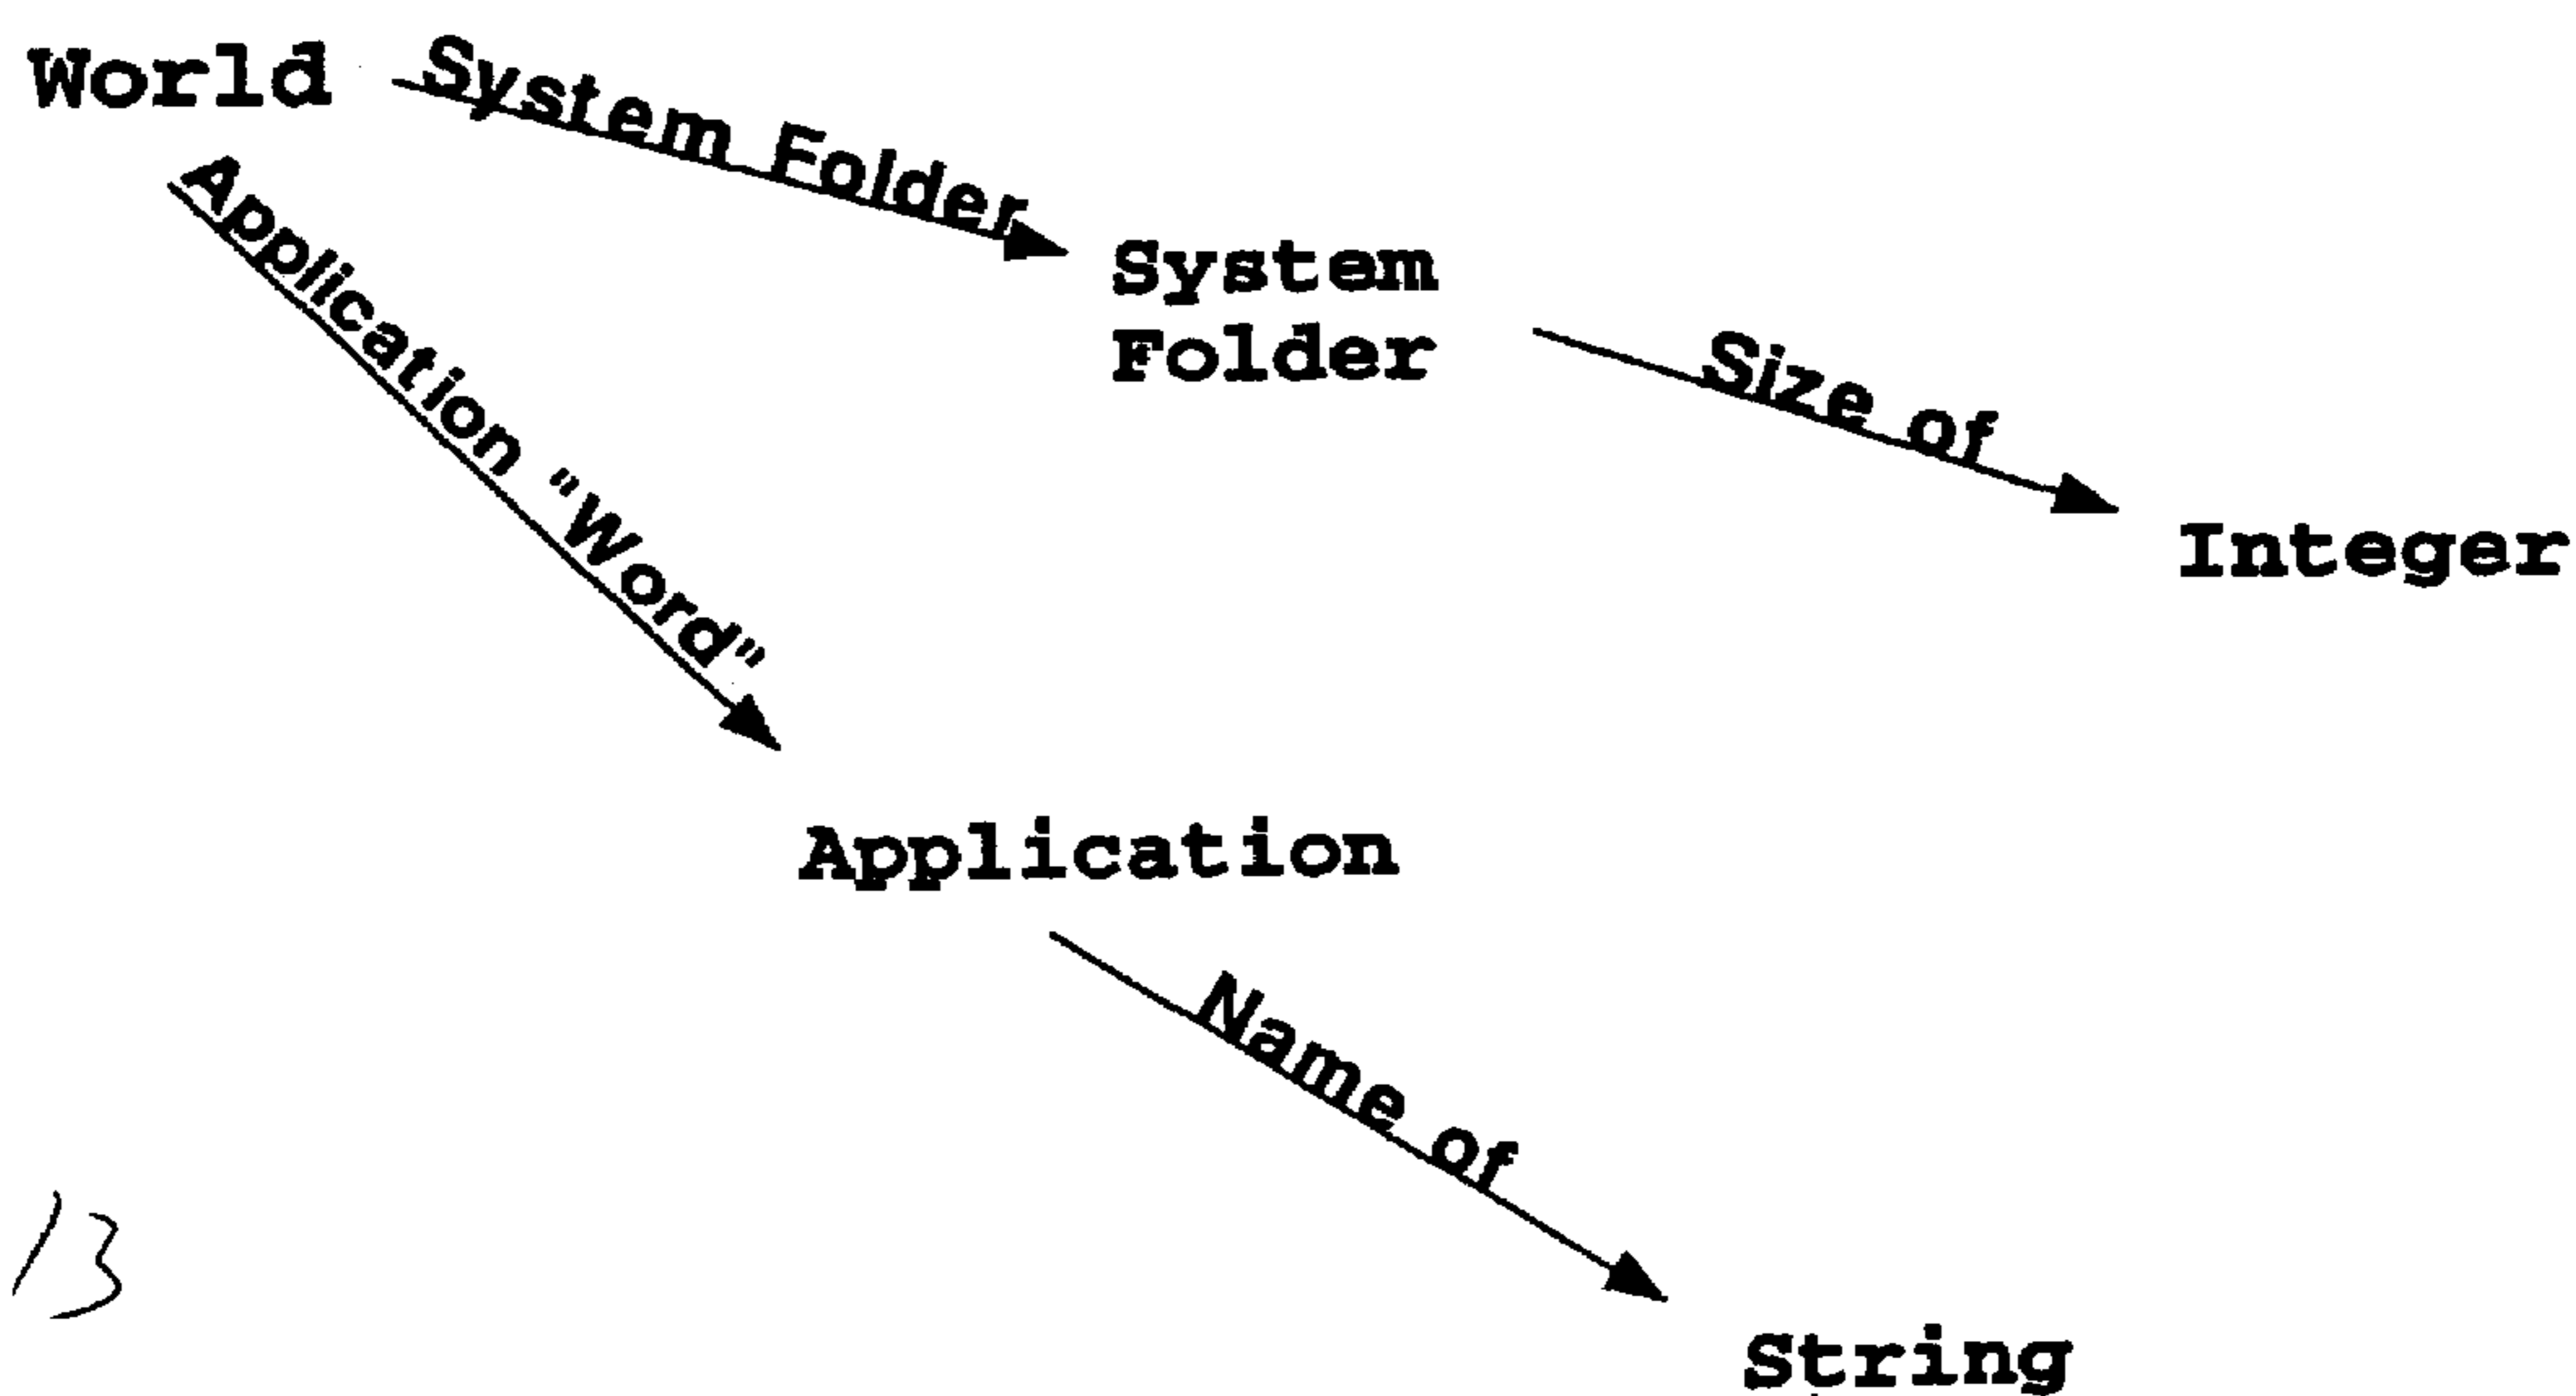 World
System Folder
System
Folder
Size of
Integer
Application "Word"
Application
Name of
String
13